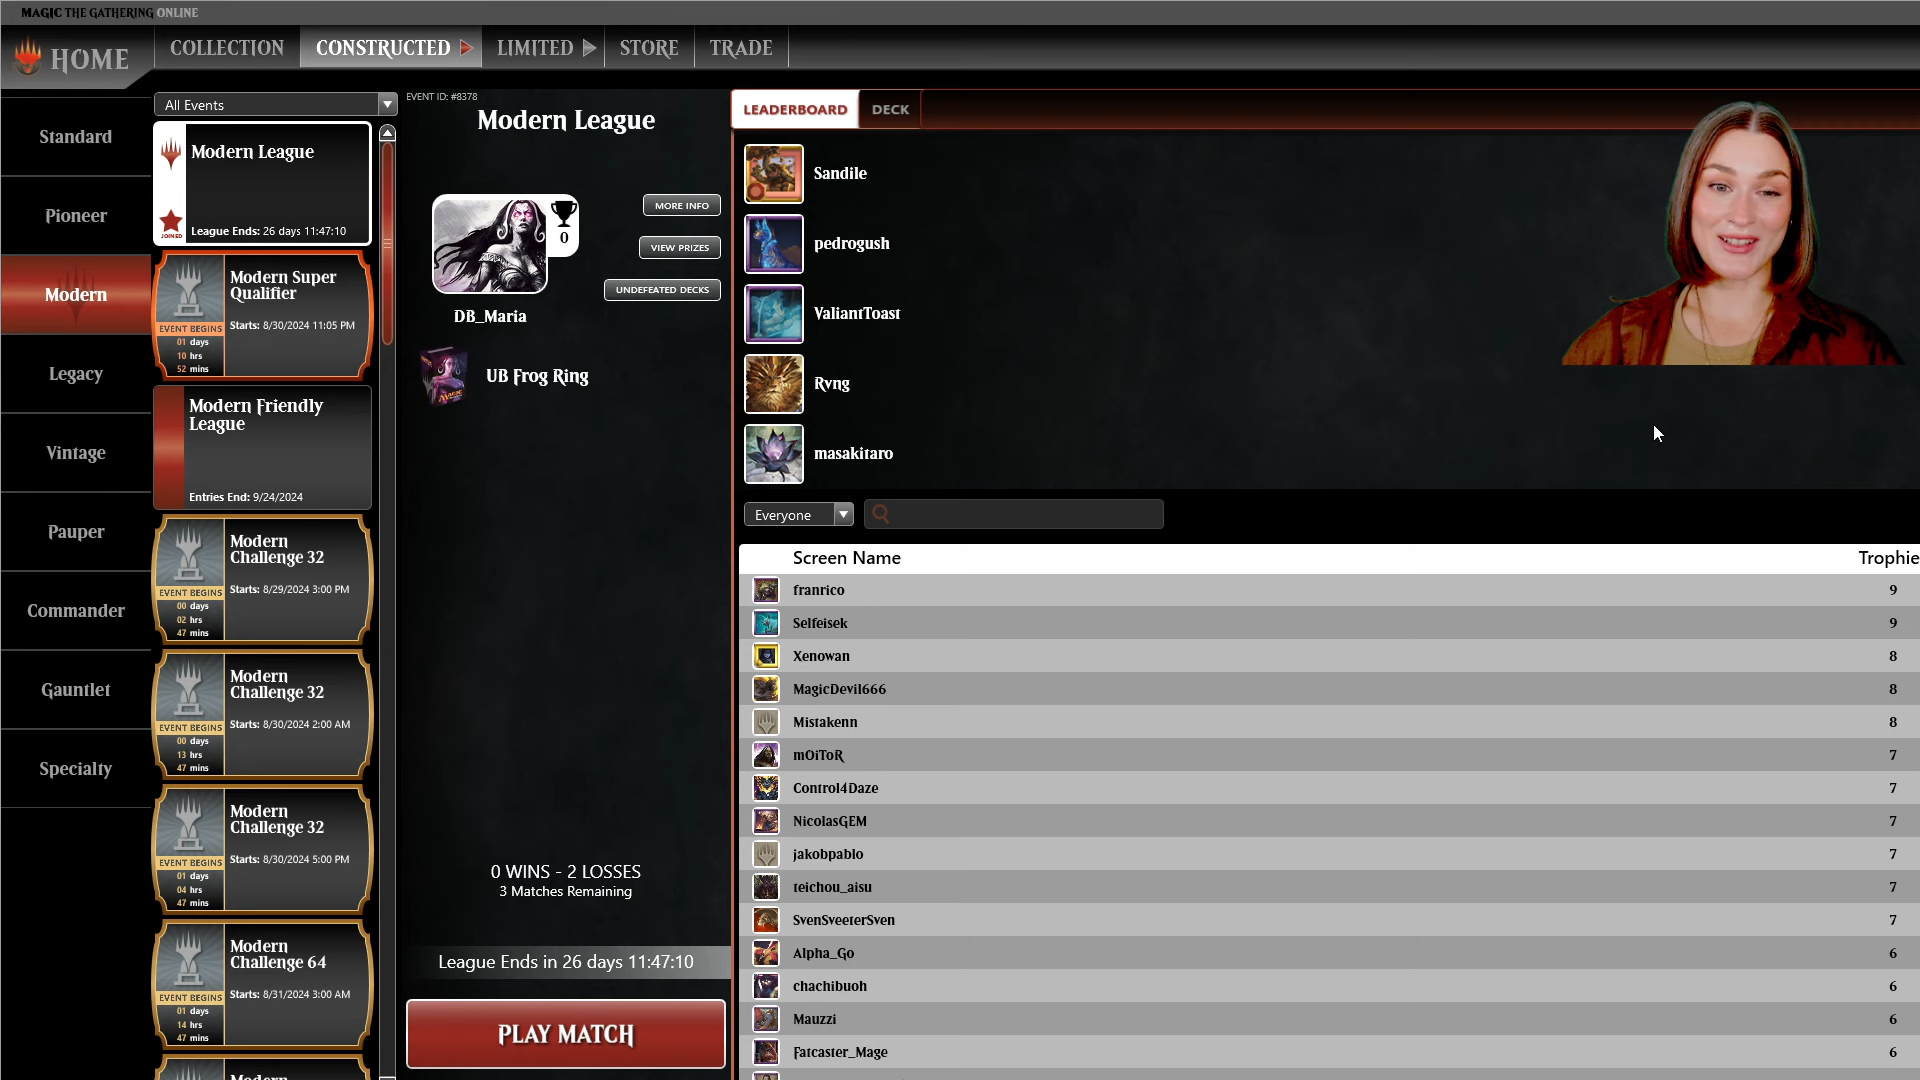 MAGIC THE GATHERING ONLINE
HOME
COLLECTION
CONSTRUCTED
LIMITED
STORE
TRADE
Standard
Pioneer
Modern
Legacy
Vintage
Pauper
Commander
Gauntlet
Specialty
All Events
Modern League
JOINED
League Ends: 26 days 11:47:10
Modern Super
Qualifier
Starts: 8/30/2024 11:05 PM
EVENT BEGINS
01 days
10 hrs
52 mins
Modern Friendly
League
Entries End: 9/24/2024
Modern
Challenge 32
Starts: 8/29/2024 3:00 PM
EVENT BEGINS
00 days
02 hrs
47 mins
Modern
Challenge 32
Starts: 8/30/2024 2:00 AM
EVENT BEGINS
00 days
13 hrs
47 mins
Modern
Challenge 32
Starts: 8/30/2024 5:00 PM
EVENT BEGINS
01 days
04 hrs
47 mins
Modern
Challenge 64
Starts: 8/31/2024 3:00 AM
EVENT BEGINS
01 days
14 hrs
47 mins
EVENT ID: #8378
Modern League
0
MORE INFO
VIEW PRIZES
UNDEFEATED DECKS
DB_Maria
MAGIC
UB Frog Ring
0 WINS - 2 LOSSES
3 Matches Remaining
League Ends in 26 days 11:47:10
PLAY MATCH
LEADERBOARD
DECK
Sandile
pedrogush
ValiantToast
Rvng
masakitaro
Everyone
Screen Name Trophie
franrico 9
Selfeisek 9
Xenowan 8
MagicDevil666 8
Mistakenn 8
mOiToR 7
Control4Daze 7
NicolasGEM 7
jakobpablo 7
teichou_aisu 7
SvenSveeterSven 7
Alpha_Go 6
chachibuoh 6
Mauzzi 6
Fatcaster_Mage 6